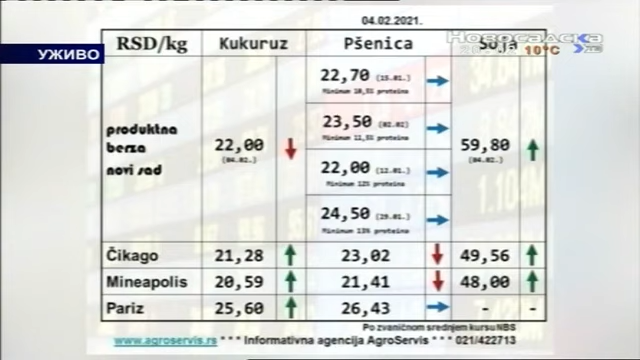 04.02.2021.
Новосадска
10°C
УЖИВО
RSD/kg Kukuruz Pšenica Soja
produktna berza novi sad
22,00
(04.02.)
22,70 (15.01.)
Minimum 10,5% proteina
23,50 (02.02)
Minimum 11,5% proteina
22,00 (12.01.)
Minimum 12% proteina
24,50 (29.01.)
Minimum 13% proteina
59,80
(04.02.)
Čikago 21,28 23,02 49,56
Mineapolis 20,59 21,41 48,00
Pariz 25,60 26,43 - -
Po zvaničnom srednjem kursu NBS
www.agroservis.rs * * * Informativna agencija AgroServis * * * 021/422713